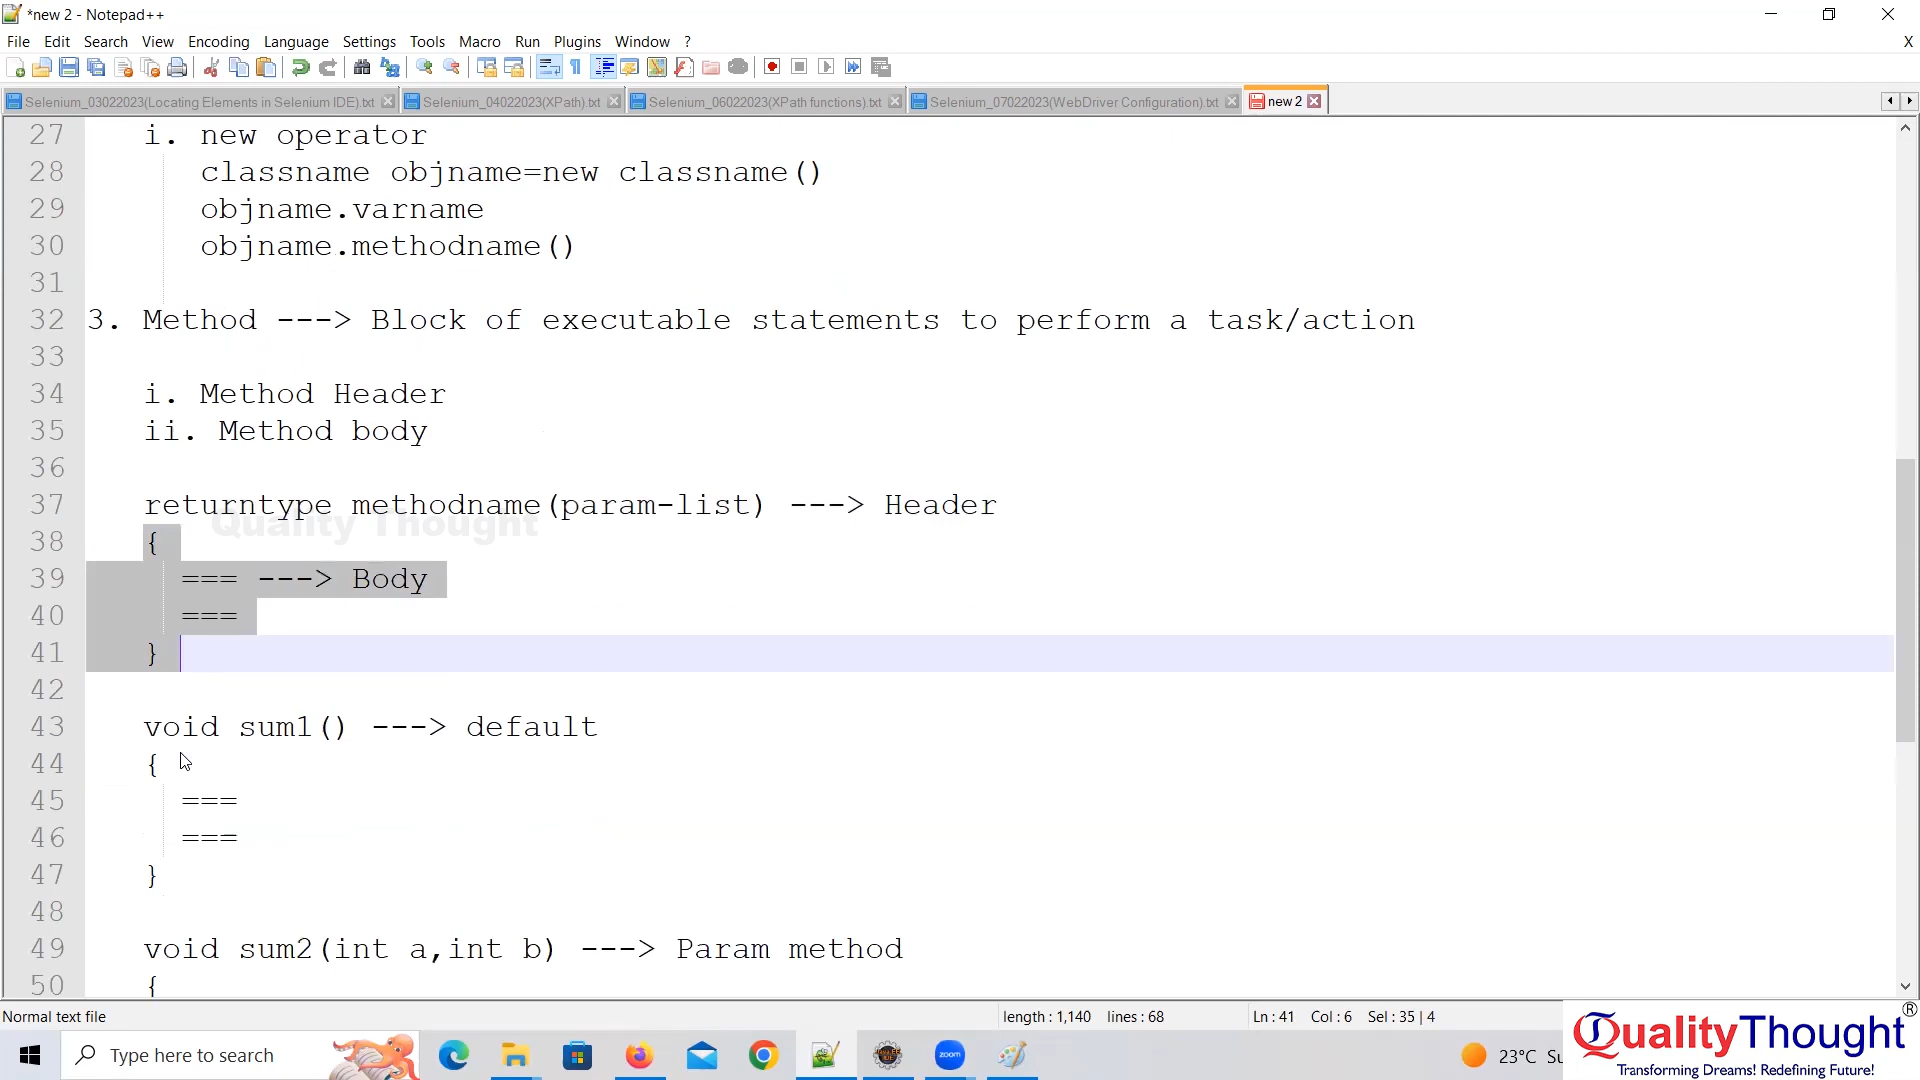 *new 2 - Notepad++
File Edit Search View Encoding Language Settings Tools Macro Run Plugins Window ? X
Selenium_03022023(Locating Elements in Selenium IDE).txt Selenium_04022023(XPath).txt Selenium_06022023(XPath functions).txt Selenium_07022023(WebDriver Configuration).txt new 2
27 i. new operator
28 classname objname=new classname()
29 objname.varname
30 objname.methodname()
31
32 3. Method ---> Block of executable statements to perform a task/action
33
34 i. Method Header
35 ii. Method body
36
37 returntype methodname(param-list) ---> Header
Quality Thought
38 {
39 === ---> Body
40 ===
41 }
42
43 void sum1() ---> default
44 {
45 ===
46 ===
47 }
48
49 void sum2(int a,int b) ---> Param method
50 {
Normal text file length : 1,140 lines : 68 Ln : 41 Col : 6 Sel : 35 | 4
Type here to search zoom 23°C Su
QualityThought ®
Transforming Dreams! Redefining Future!